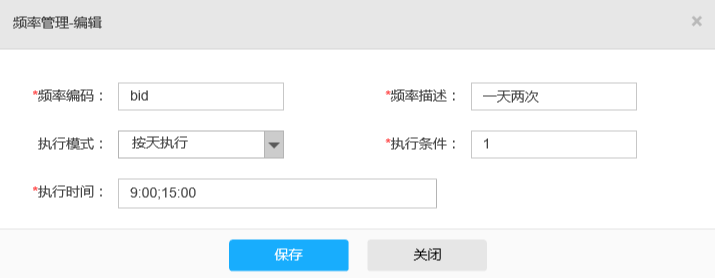 频率管理-编辑 ×
*频率编码： bid *频率描述： 一天两次
执行模式： 按天执行 *执行条件： 1
*执行时间： 9:00;15:00
保存 关闭